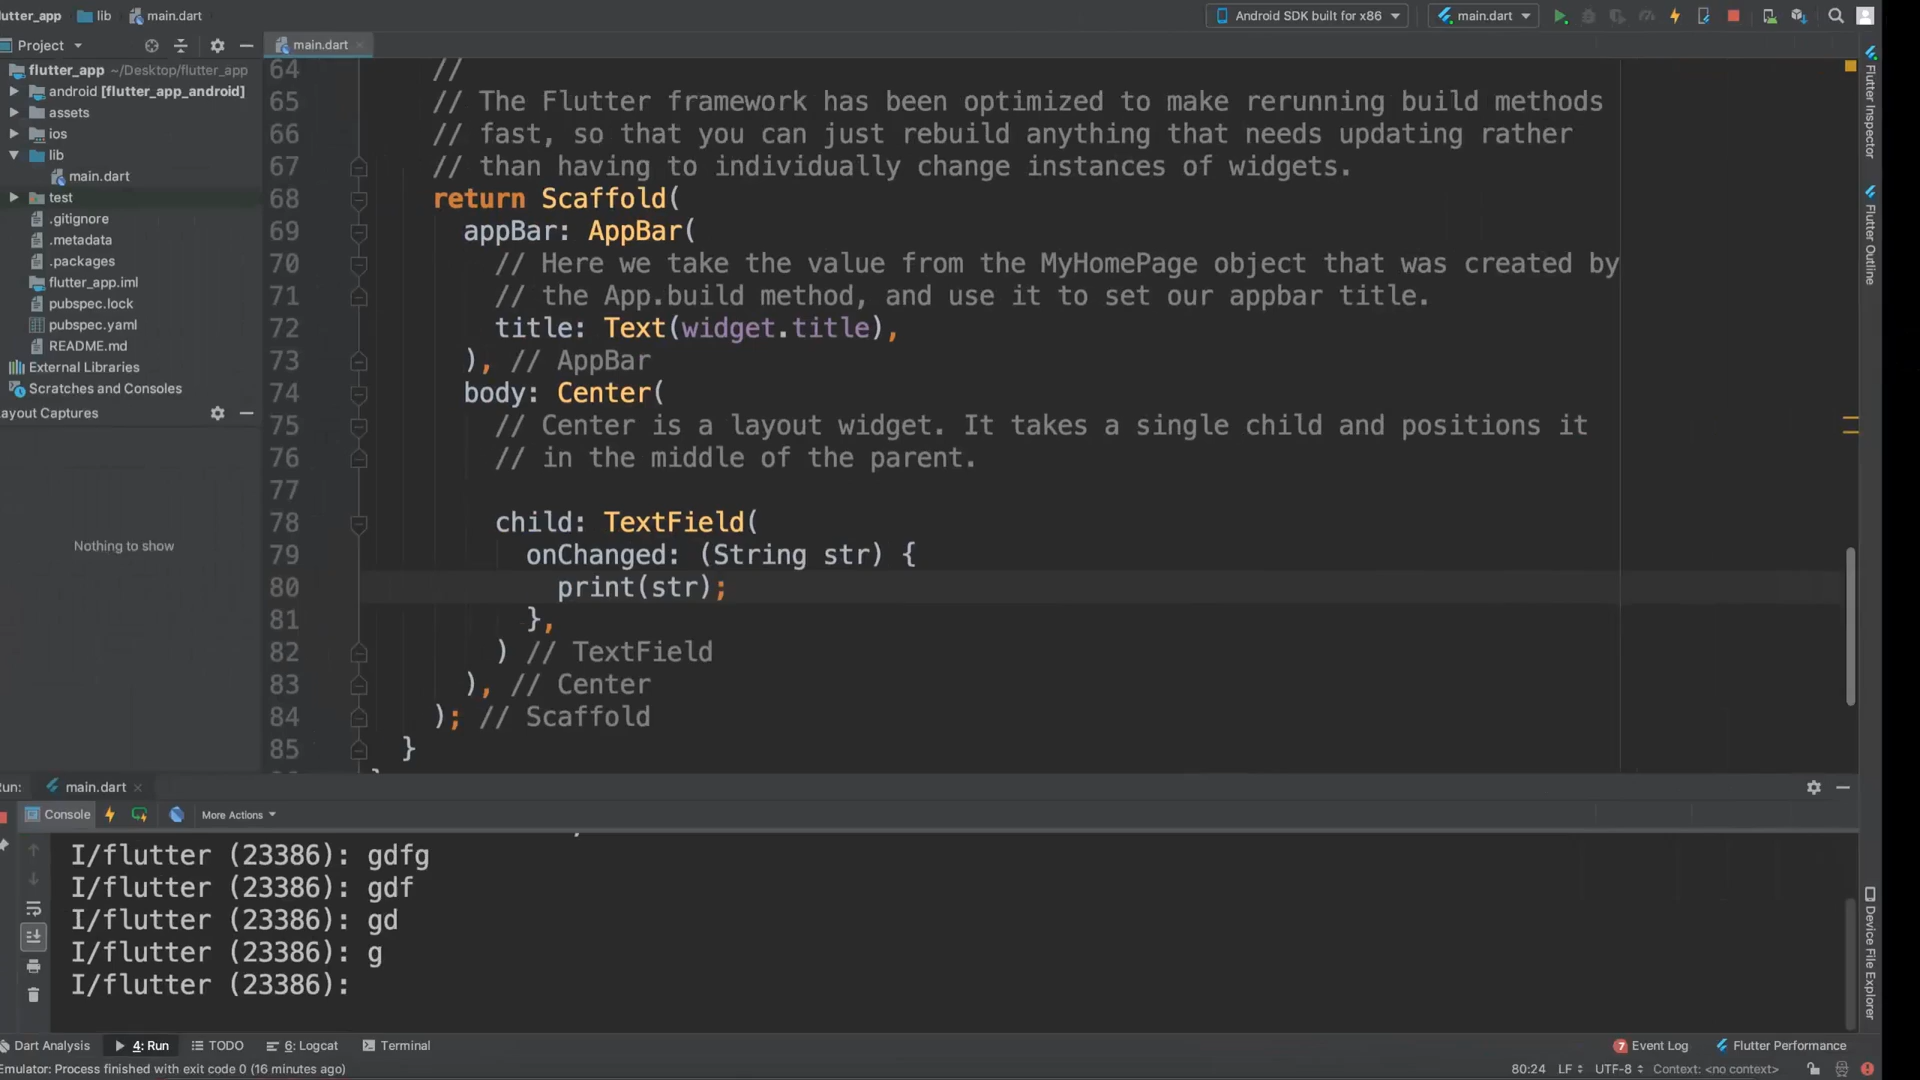 lutter_app
lib
main.dart
Android SDK built for x86
main.dart
Project
main.dart
flutter_app ~/Desktop/flutter_app
android [flutter_app_android]
assets
ios
lib
main.dart
test
.gitignore
.metadata
.packages
flutter_app.iml
pubspec.lock
pubspec.yaml
README.md
External Libraries
Scratches and Consoles
ayout Captures
Nothing to show
64 //
65 // The Flutter framework has been optimized to make rerunning build methods
66 // fast, so that you can just rebuild anything that needs updating rather
67 // than having to individually change instances of widgets.
68 return Scaffold(
69 appBar: AppBar(
70 // Here we take the value from the MyHomePage object that was created by
71 // the App.build method, and use it to set our appbar title.
72 title: Text(widget.title),
73 ), // AppBar
74 body: Center(
75 // Center is a layout widget. It takes a single child and positions it
76 // in the middle of the parent.
77
78 child: TextField(
79 onChanged: (String str) {
80 print(str);
81 },
82 ) // TextField
83 ), // Center
84 ); // Scaffold
85 }
Flutter Inspector
Flutter Outline
Device File Explorer
un:
main.dart
Console
More Actions
I/flutter (23386): gdfg
I/flutter (23386): gdf
I/flutter (23386): gd
I/flutter (23386): g
I/flutter (23386):
Dart Analysis
4: Run
TODO
6: Logcat
Terminal
7 Event Log
Flutter Performance
Emulator: Process finished with exit code 0 (16 minutes ago)
80:24
LF
UTF-8
Context: <no context>